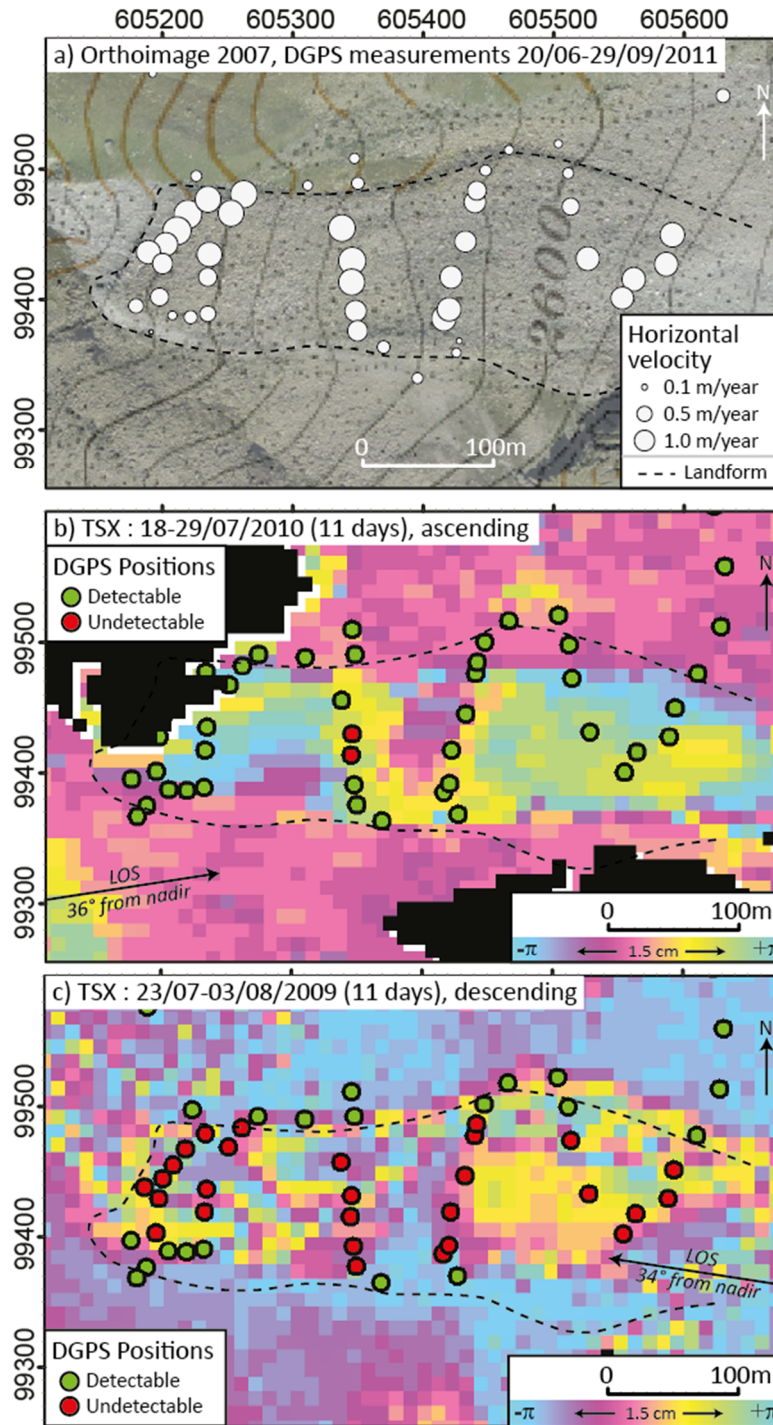 605200 605300 605400 605500 605600
a) Orthoimage 2007, DGPS measurements 20/06-29/09/2011
N
99500
99400
99300
2600
Horizontal
velocity
0.1 m/year
0.5 m/year
1.0 m/year
Landform
0 100m
b) TSX : 18-29/07/2010 (11 days), ascending
DGPS Positions
Detectable
Undetectable
N
99500
99400
99300
LOS
36° from nadir
0 100m
-π 1.5 cm +π
c) TSX : 23/07-03/08/2009 (11 days), descending
N
99500
99400
99300
LOS
34° from nadir
DGPS Positions
Detectable
Undetectable
0 100m
-π 1.5 cm +π